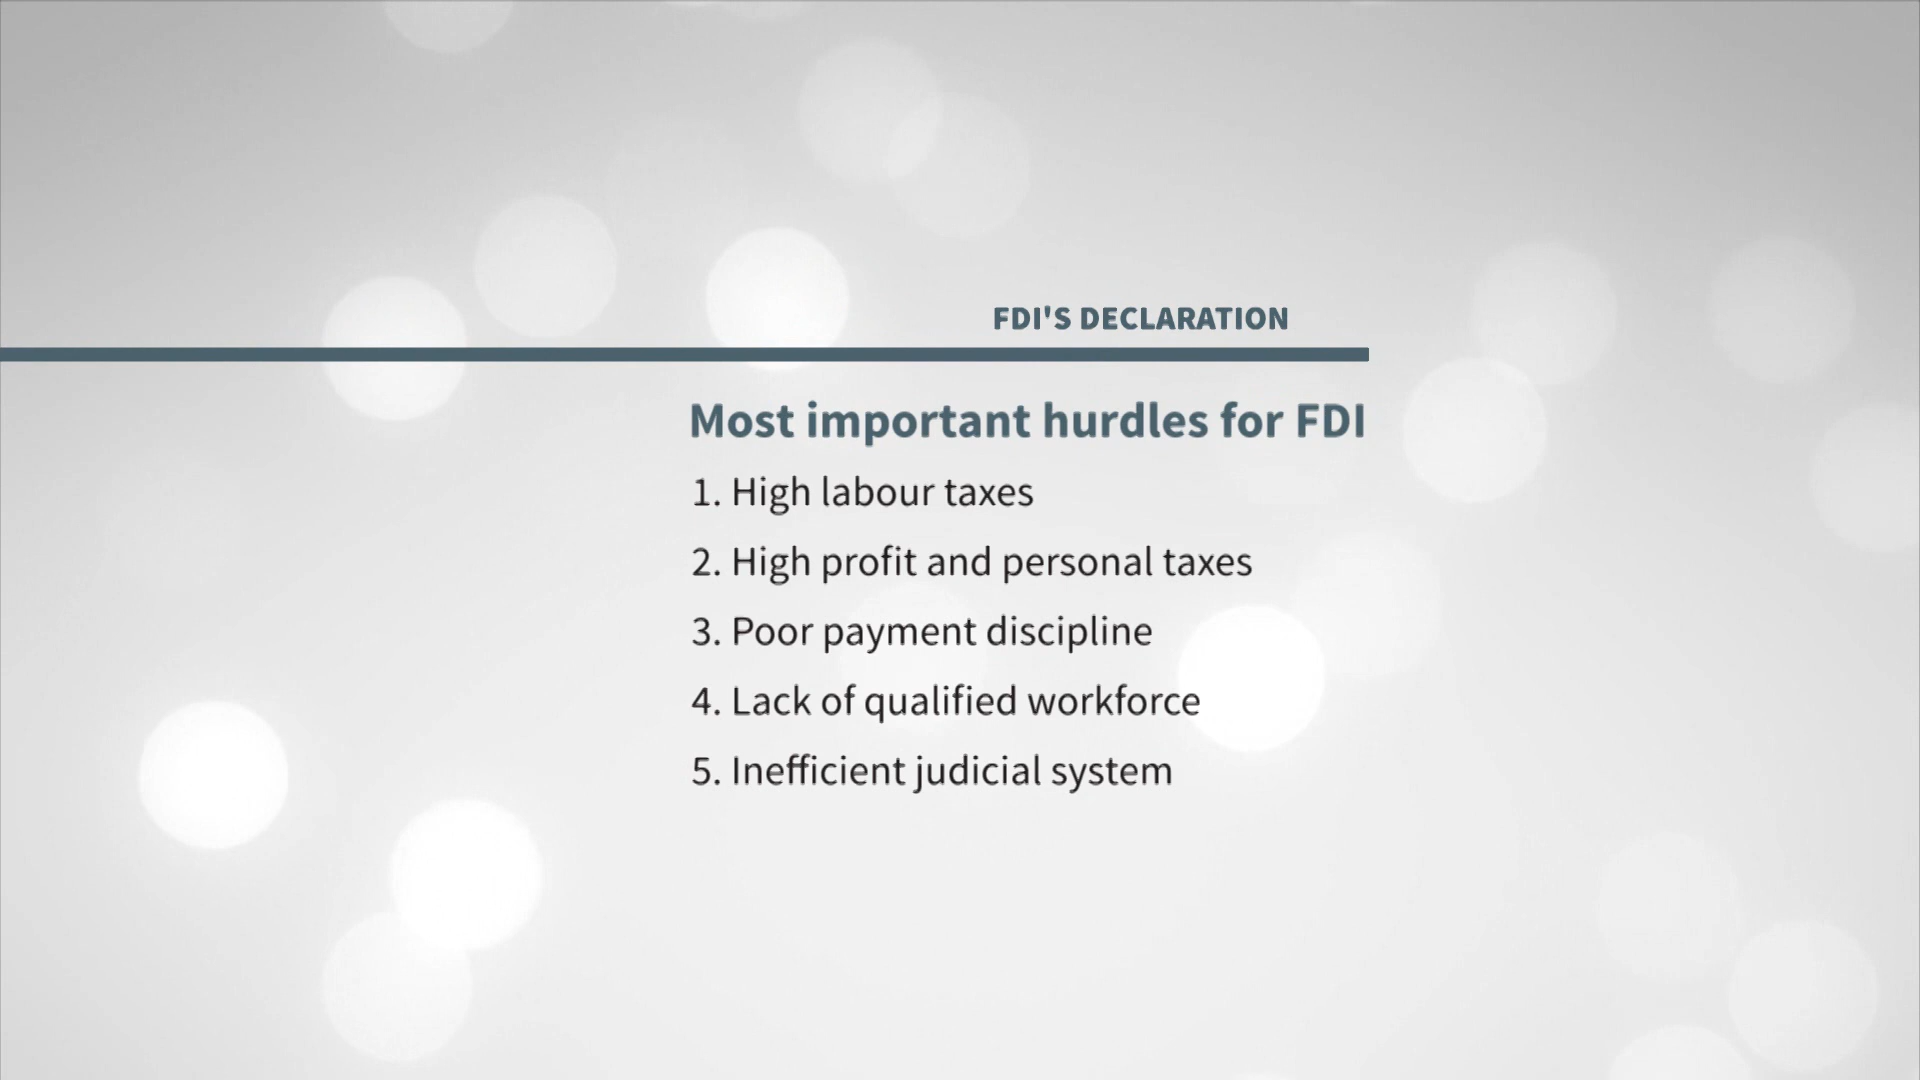 FDI'S DECLARATION
Most important hurdles for FDI
1. High labour taxes
2. High profit and personal taxes
3. Poor payment discipline
4. Lack of qualified workforce
5. Inefficient judicial system